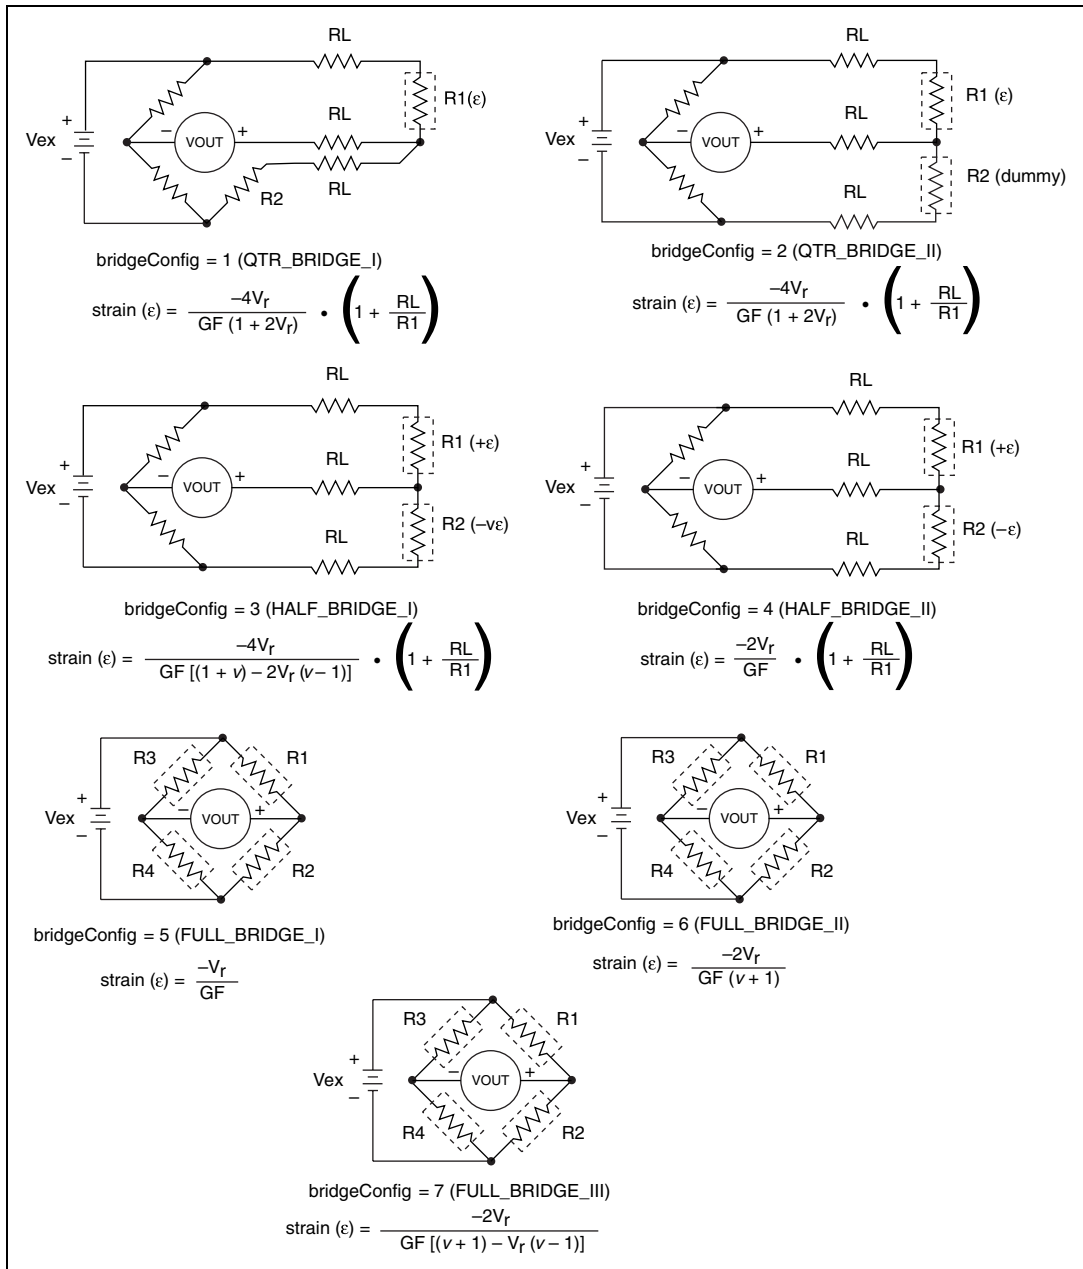 RL
R1(ε)
+
Vex
−
− VOUT +
RL
R2
RL
bridgeConfig = 1 (QTR_BRIDGE_I)
strain (ε) = −4Vr / GF (1 + 2Vr) • (1 + RL / R1)
RL
R1 (ε)
+
Vex
−
− VOUT +
RL
R2 (dummy)
RL
bridgeConfig = 2 (QTR_BRIDGE_II)
strain (ε) = −4Vr / GF (1 + 2Vr) • (1 + RL / R1)
RL
R1 (+ε)
+
Vex
−
− VOUT +
RL
R2 (−vε)
RL
bridgeConfig = 3 (HALF_BRIDGE_I)
strain (ε) = −4Vr / GF [(1 + v) − 2Vr (v − 1)] • (1 + RL / R1)
RL
R1 (+ε)
+
Vex
−
− VOUT +
RL
R2 (−ε)
RL
bridgeConfig = 4 (HALF_BRIDGE_II)
strain (ε) = −2Vr / GF • (1 + RL / R1)
R3
R1
+
Vex
−
− VOUT +
R4
R2
bridgeConfig = 5 (FULL_BRIDGE_I)
strain (ε) = −Vr / GF
R3
R1
+
Vex
−
− VOUT +
R4
R2
bridgeConfig = 6 (FULL_BRIDGE_II)
strain (ε) = −2Vr / GF (v + 1)
R3
R1
+
Vex
−
− VOUT +
R4
R2
bridgeConfig = 7 (FULL_BRIDGE_III)
strain (ε) = −2Vr / GF [(v + 1) − Vr (v − 1)]